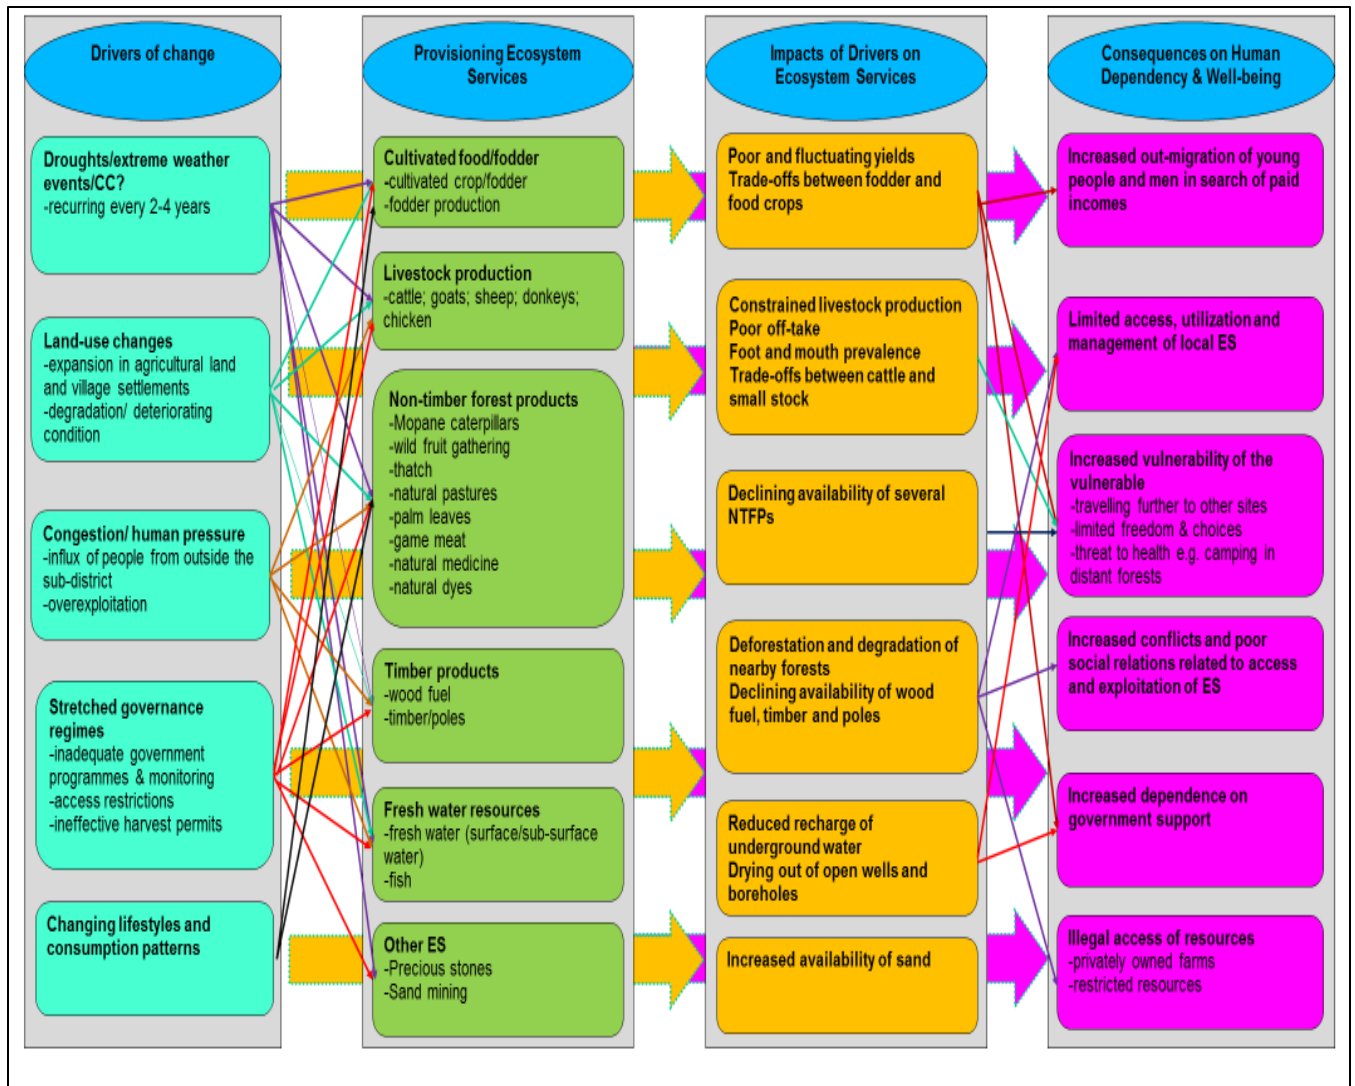 Drivers of change
Droughts/extreme weather
events/CC?
-recurring every 2-4 years
Land-use changes
-expansion in agricultural land
and village settlements
-degradation/ deteriorating
condition
Congestion/ human pressure
-influx of people from outside the
sub-district
-overexploitation
Stretched governance
regimes
-inadequate government
programmes & monitoring
-access restrictions
-ineffective harvest permits
Changing lifestyles and
consumption patterns
Provisioning Ecosystem
Services
Cultivated food/fodder
-cultivated crop/fodder
-fodder production
Livestock production
-cattle; goats; sheep; donkeys;
chicken
Non-timber forest products
-Mopane caterpillars
-wild fruit gathering
-thatch
-natural pastures
-palm leaves
-game meat
-natural medicine
-natural dyes
Timber products
-wood fuel
-timber/poles
Fresh water resources
-fresh water (surface/sub-surface
water)
-fish
Other ES
-Precious stones
-Sand mining
Impacts of Drivers on
Ecosystem Services
Poor and fluctuating yields
Trade-offs between fodder and
food crops
Constrained livestock production
Poor off-take
Foot and mouth prevalence
Trade-offs between cattle and
small stock
Declining availability of several
NTFPs
Deforestation and degradation of
nearby forests
Declining availability of wood
fuel, timber and poles
Reduced recharge of
underground water
Drying out of open wells and
boreholes
Increased availability of sand
Consequences on Human
Dependency & Well-being
Increased out-migration of young
people and men in search of paid
incomes
Limited access, utilization and
management of local ES
Increased vulnerability of the
vulnerable
-travelling further to other sites
-limited freedom & choices
-threat to health e.g. camping in
distant forests
Increased conflicts and poor
social relations related to access
and exploitation of ES
Increased dependence on
government support
Illegal access of resources
-privately owned farms
-restricted resources